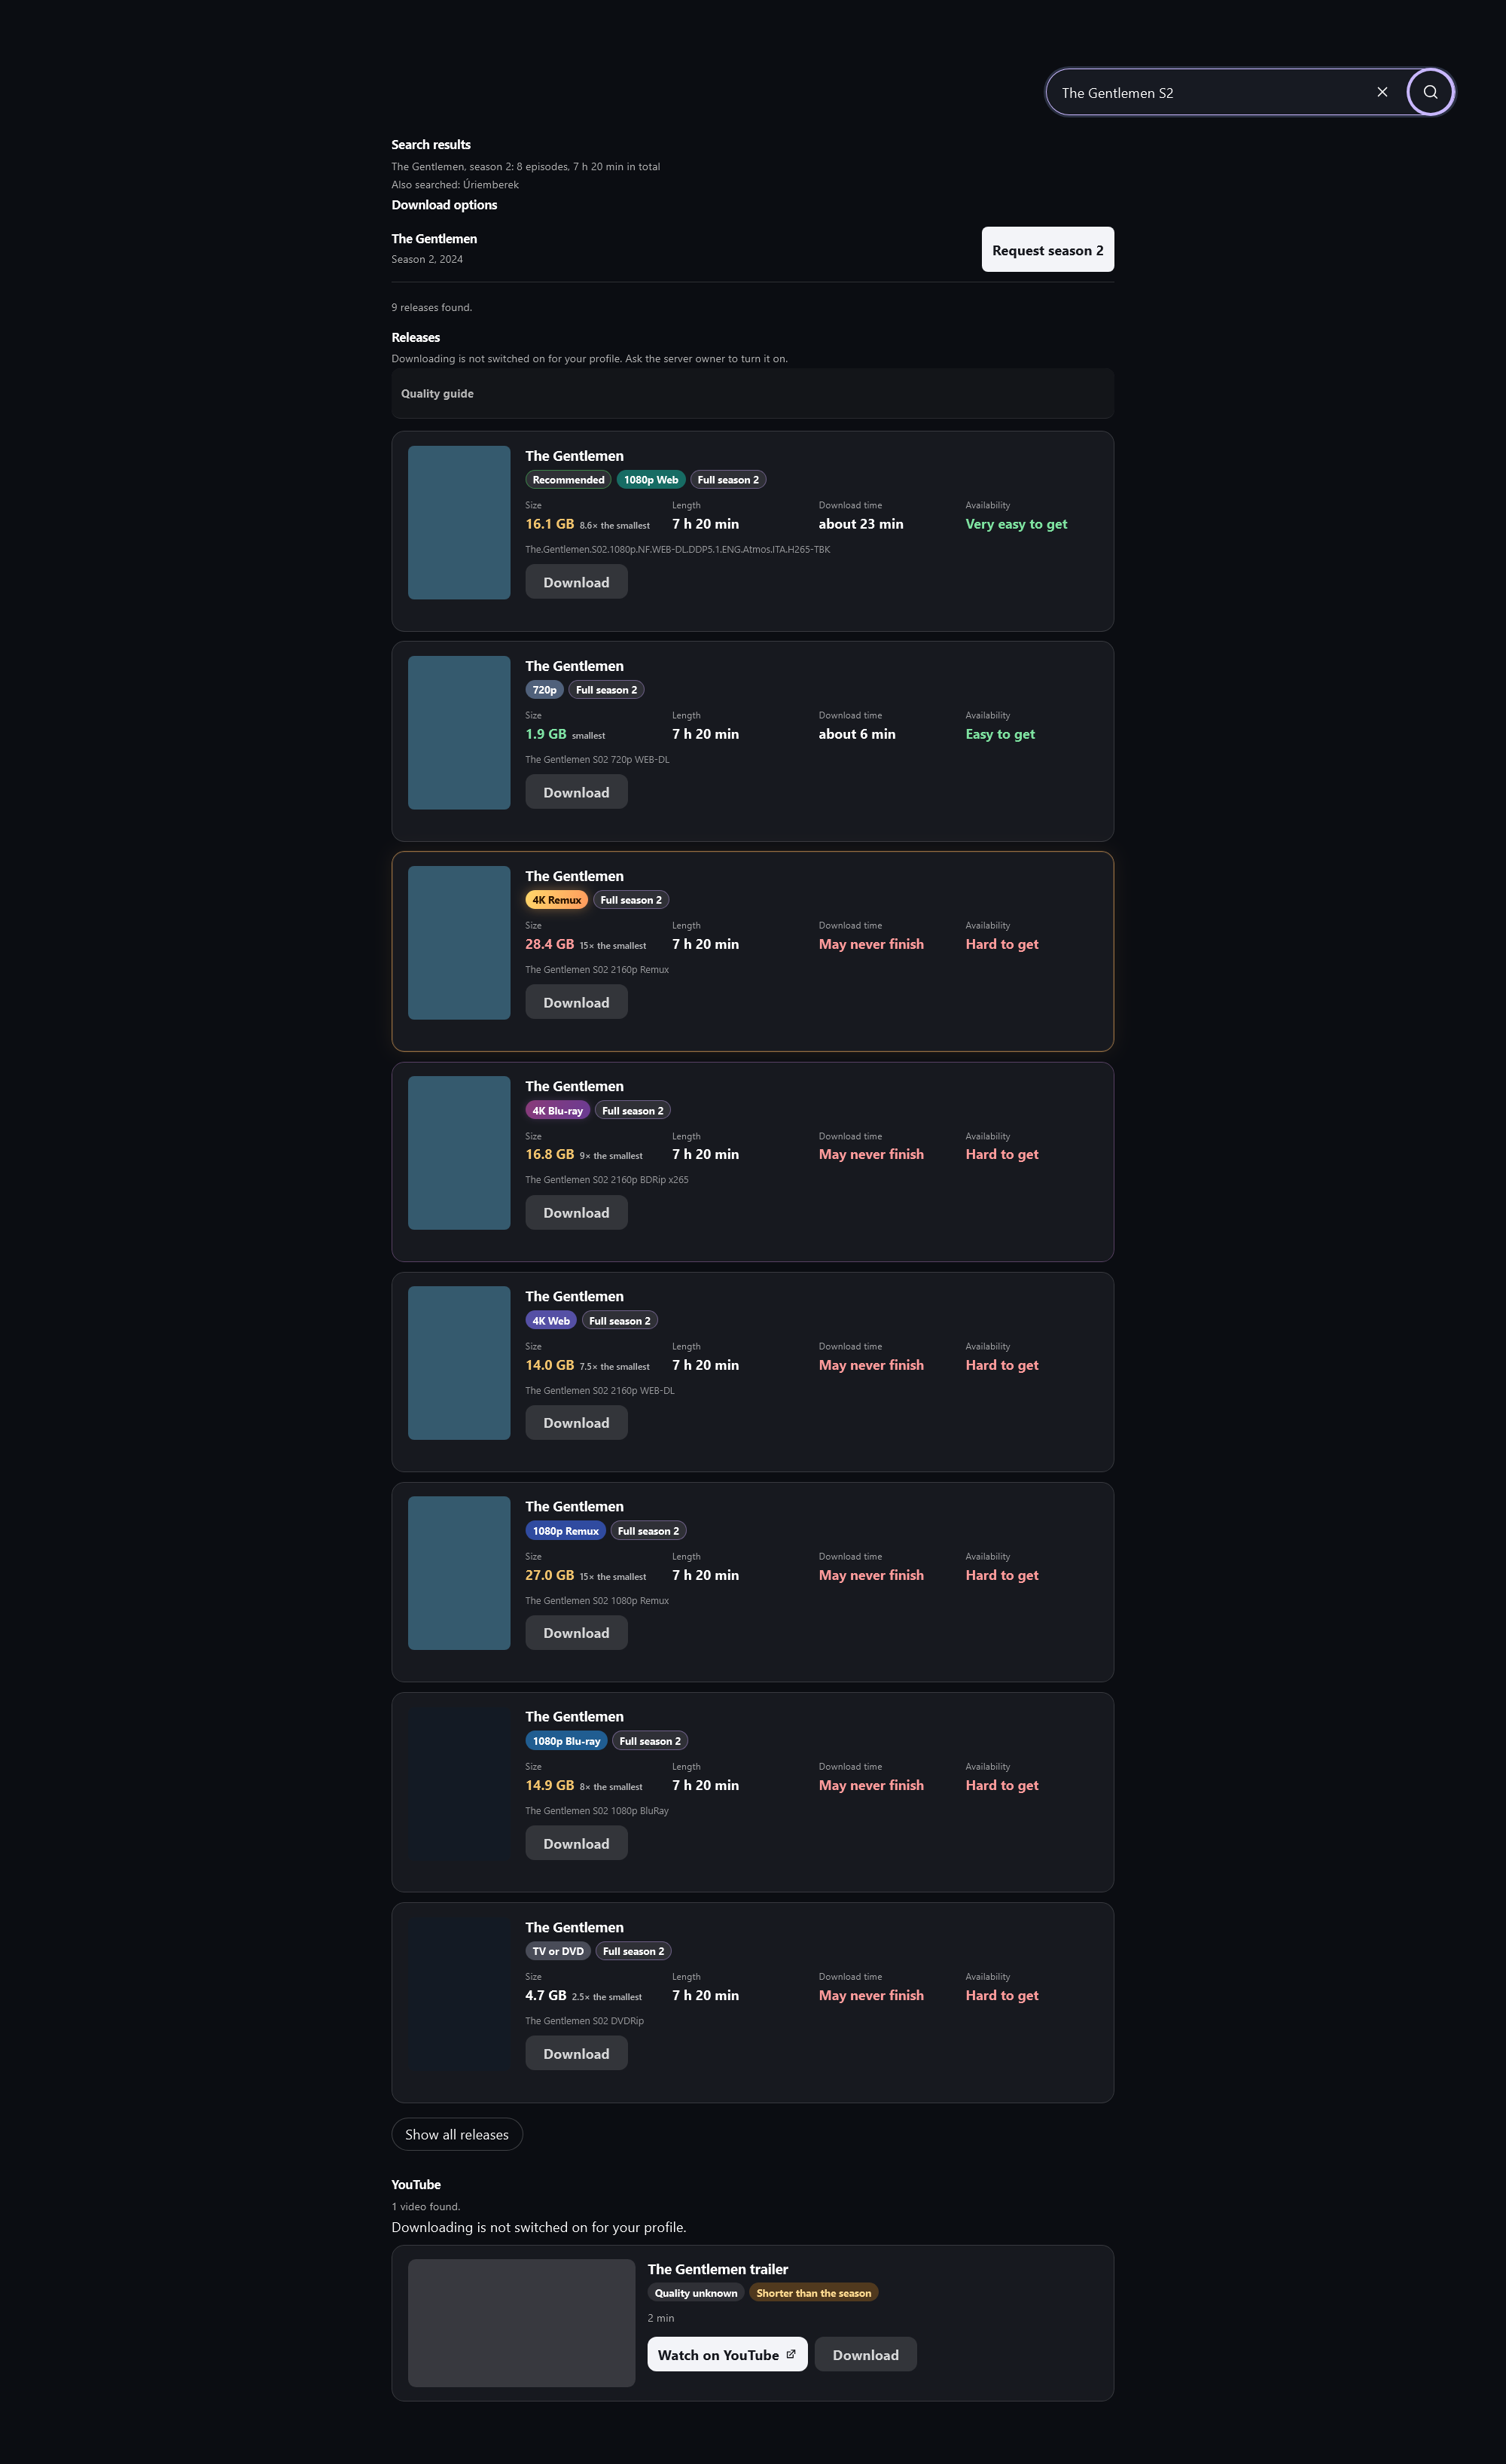 The Gentlemen S2
Search results
The Gentlemen, season 2: 8 episodes, 7 h 20 min in total
Also searched: Úriemberek
Download options
The Gentlemen
Season 2, 2024
Request season 2
9 releases found.
Releases
Downloading is not switched on for your profile. Ask the server owner to turn it on.
Quality guide
The Gentlemen
Recommended 1080p Web Full season 2
Size Length Download time Availability
16.1 GB 8.6× the smallest 7 h 20 min about 23 min Very easy to get
The.Gentlemen.S02.1080p.NF.WEB-DL.DDP5.1.ENG.Atmos.ITA.H265-TBK
Download
The Gentlemen
720p Full season 2
Size Length Download time Availability
1.9 GB smallest 7 h 20 min about 6 min Easy to get
The Gentlemen S02 720p WEB-DL
Download
The Gentlemen
4K Remux Full season 2
Size Length Download time Availability
28.4 GB 15× the smallest 7 h 20 min May never finish Hard to get
The Gentlemen S02 2160p Remux
Download
The Gentlemen
4K Blu-ray Full season 2
Size Length Download time Availability
16.8 GB 9× the smallest 7 h 20 min May never finish Hard to get
The Gentlemen S02 2160p BDRip x265
Download
The Gentlemen
4K Web Full season 2
Size Length Download time Availability
14.0 GB 7.5× the smallest 7 h 20 min May never finish Hard to get
The Gentlemen S02 2160p WEB-DL
Download
The Gentlemen
1080p Remux Full season 2
Size Length Download time Availability
27.0 GB 15× the smallest 7 h 20 min May never finish Hard to get
The Gentlemen S02 1080p Remux
Download
The Gentlemen
1080p Blu-ray Full season 2
Size Length Download time Availability
14.9 GB 8× the smallest 7 h 20 min May never finish Hard to get
The Gentlemen S02 1080p BluRay
Download
The Gentlemen
TV or DVD Full season 2
Size Length Download time Availability
4.7 GB 2.5× the smallest 7 h 20 min May never finish Hard to get
The Gentlemen S02 DVDRip
Download
Show all releases
YouTube
1 video found.
Downloading is not switched on for your profile.
The Gentlemen trailer
Quality unknown Shorter than the season
2 min
Watch on YouTube Download